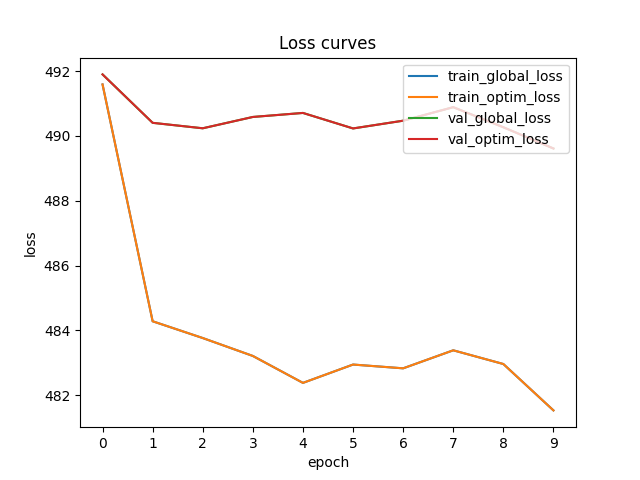 Loss curves
train_global_loss
train_optim_loss
val_global_loss
val_optim_loss
loss
492
490
488
486
484
482
0 1 2 3 4 5 6 7 8 9
epoch